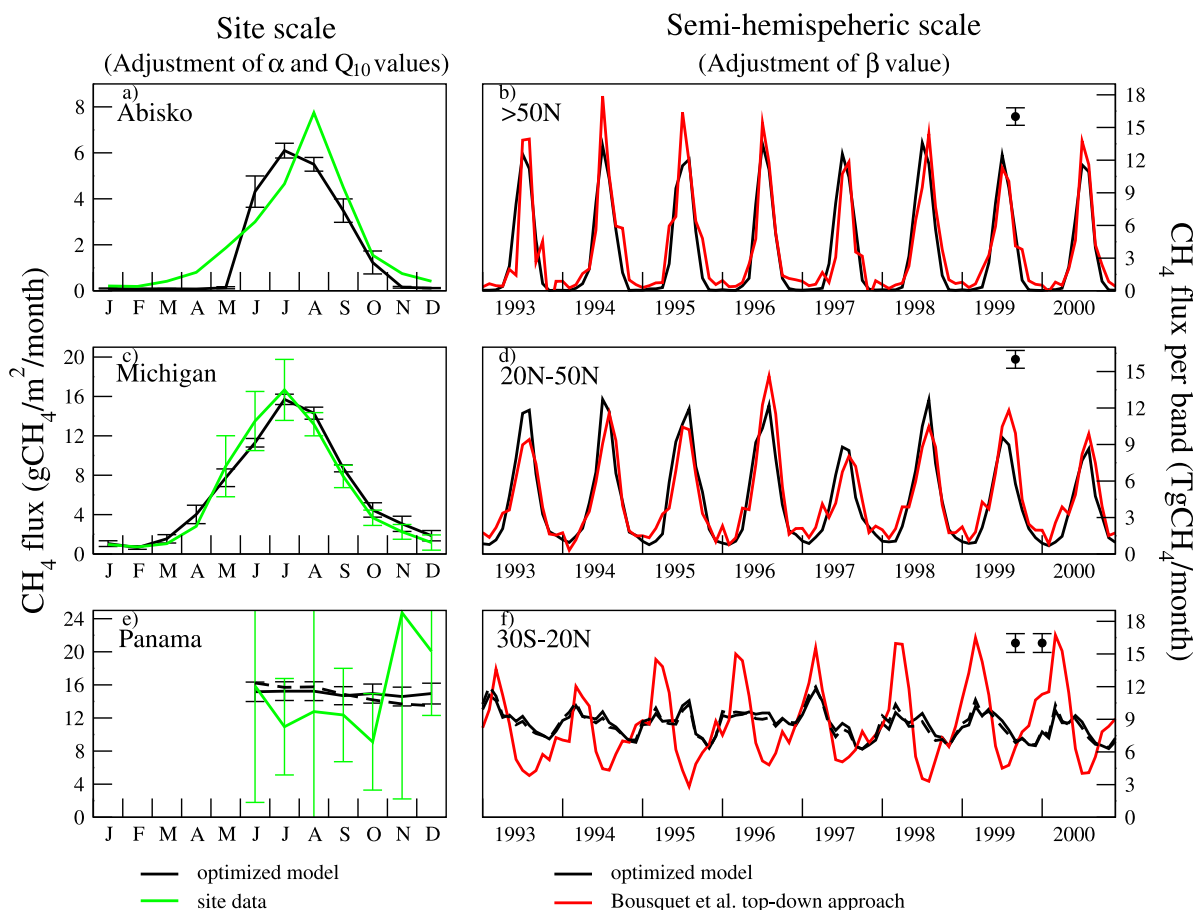 Site scale
(Adjustment of α and Q10 values)
Semi-hemispeheric scale
(Adjustment of β value)
CH4 flux (gCH4/m2/month)
a)
Abisko
8
6
4
2
0
J F M A M J J A S O N D
b)
>50N
18
15
12
9
6
3
0
1993 1994 1995 1996 1997 1998 1999 2000
c)
Michigan
20
16
12
8
4
0
J F M A M J J A S O N D
d)
20N-50N
15
12
9
6
3
0
1993 1994 1995 1996 1997 1998 1999 2000
e)
Panama
24
20
16
12
8
4
0
J F M A M J J A S O N D
f)
30S-20N
18
15
12
9
6
3
0
1993 1994 1995 1996 1997 1998 1999 2000
CH4 flux per band (TgCH4/month)
optimized model
site data
optimized model
Bousquet et al. top-down approach